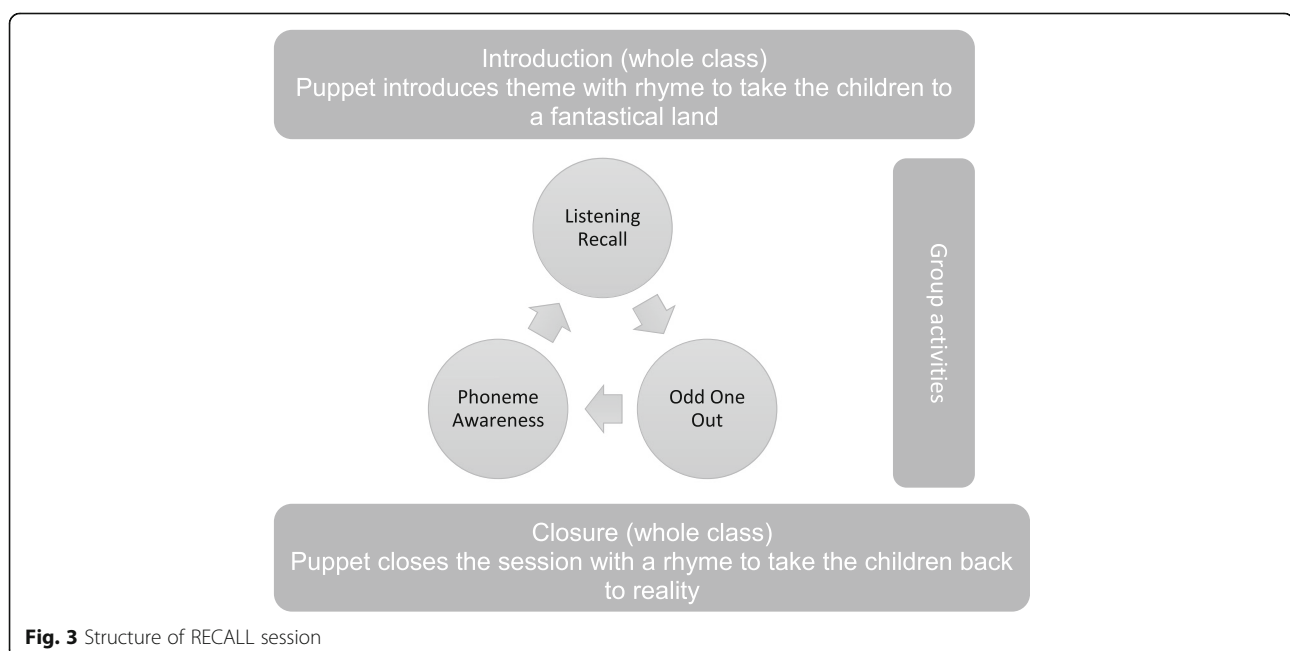 Introduction (whole class)
Puppet introduces theme with rhyme to take the children to
a fantastical land
Listening
Recall
Group activities
Phoneme
Awareness
Odd One
Out
Closure (whole class)
Puppet closes the session with a rhyme to take the children back
to reality
Fig. 3 Structure of RECALL session